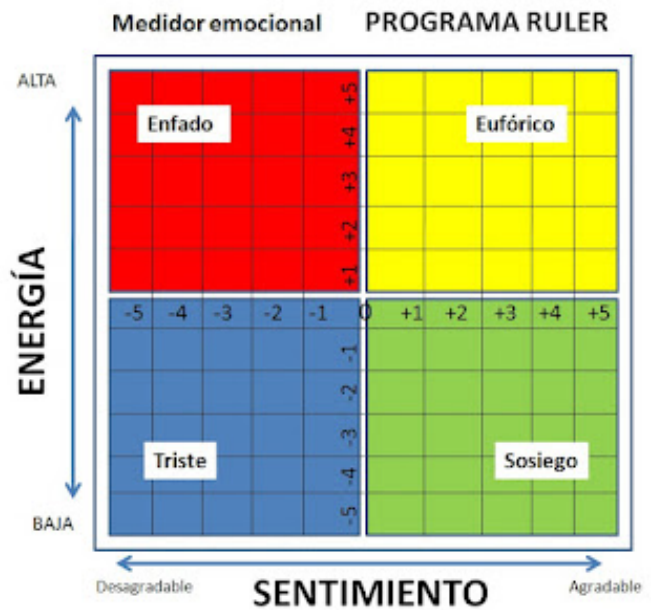 Medidor emocional PROGRAMA RULER
ALTA
Enfado
Eufórico
+5
+4
+3
+2
+1
ENERGÍA
-5 -4 -3 -2 -1 0 +1 +2 +3 +4 +5
-1
-2
-3
-4
-5
Triste
Sosiego
BAJA
Desagradable SENTIMIENTO Agradable